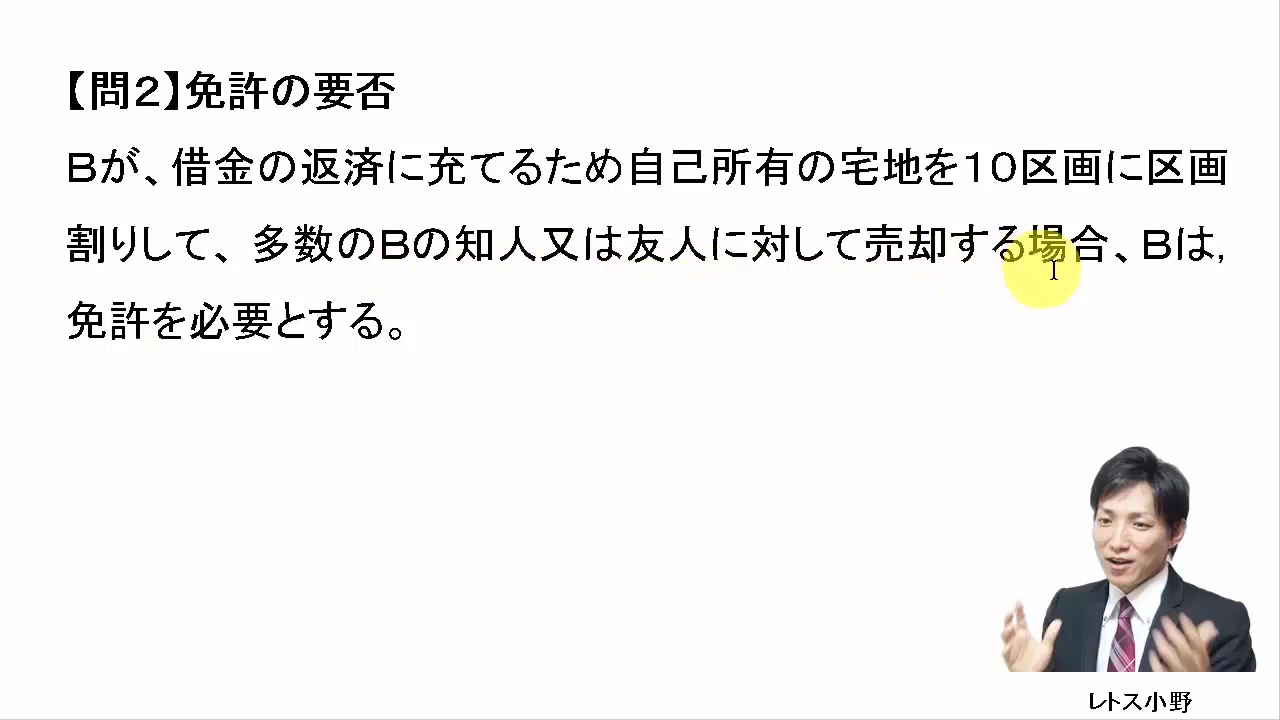 【問２】免許の要否
Ｂが、借金の返済に充てるため自己所有の宅地を１０区画に区画
割りして、多数のＢの知人又は友人に対して売却する場合、Ｂは,
免許を必要とする。
レトス小野